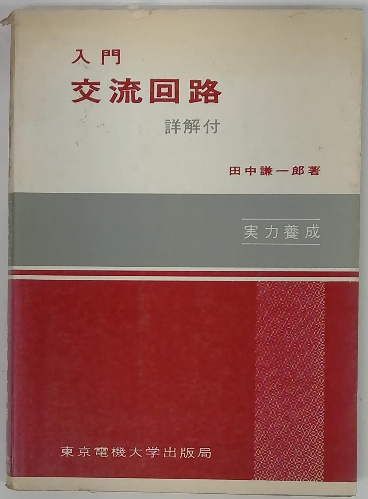 入門
交流回路
詳解付
田中謙一郎著
実力養成
東京電機大学出版局